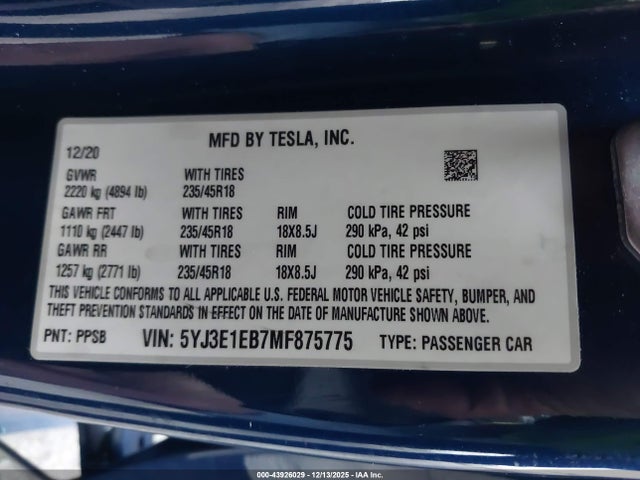 MFD BY TESLA, INC.
12/20
GVWR WITH TIRES
2220 kg (4894 lb) 235/45R18
GAWR FRT WITH TIRES RIM COLD TIRE PRESSURE
1110 kg (2447 lb) 235/45R18 18X8.5J 290 kPa, 42 psi
GAWR RR WITH TIRES RIM COLD TIRE PRESSURE
1257 kg (2771 lb) 235/45R18 18X8.5J 290 kPa, 42 psi
THIS VEHICLE CONFORMS TO ALL APPLICABLE U.S. FEDERAL MOTOR VEHICLE SAFETY, BUMPER, AND
THEFT PREVENTION STANDARDS IN EFFECT ON THE DATE OF MANUFACTURE SHOWN ABOVE.
PNT: PPSB VIN: 5YJ3E1EB7MF875775 TYPE: PASSENGER CAR
000-43926029 - 12/13/2025 - IAA Inc.